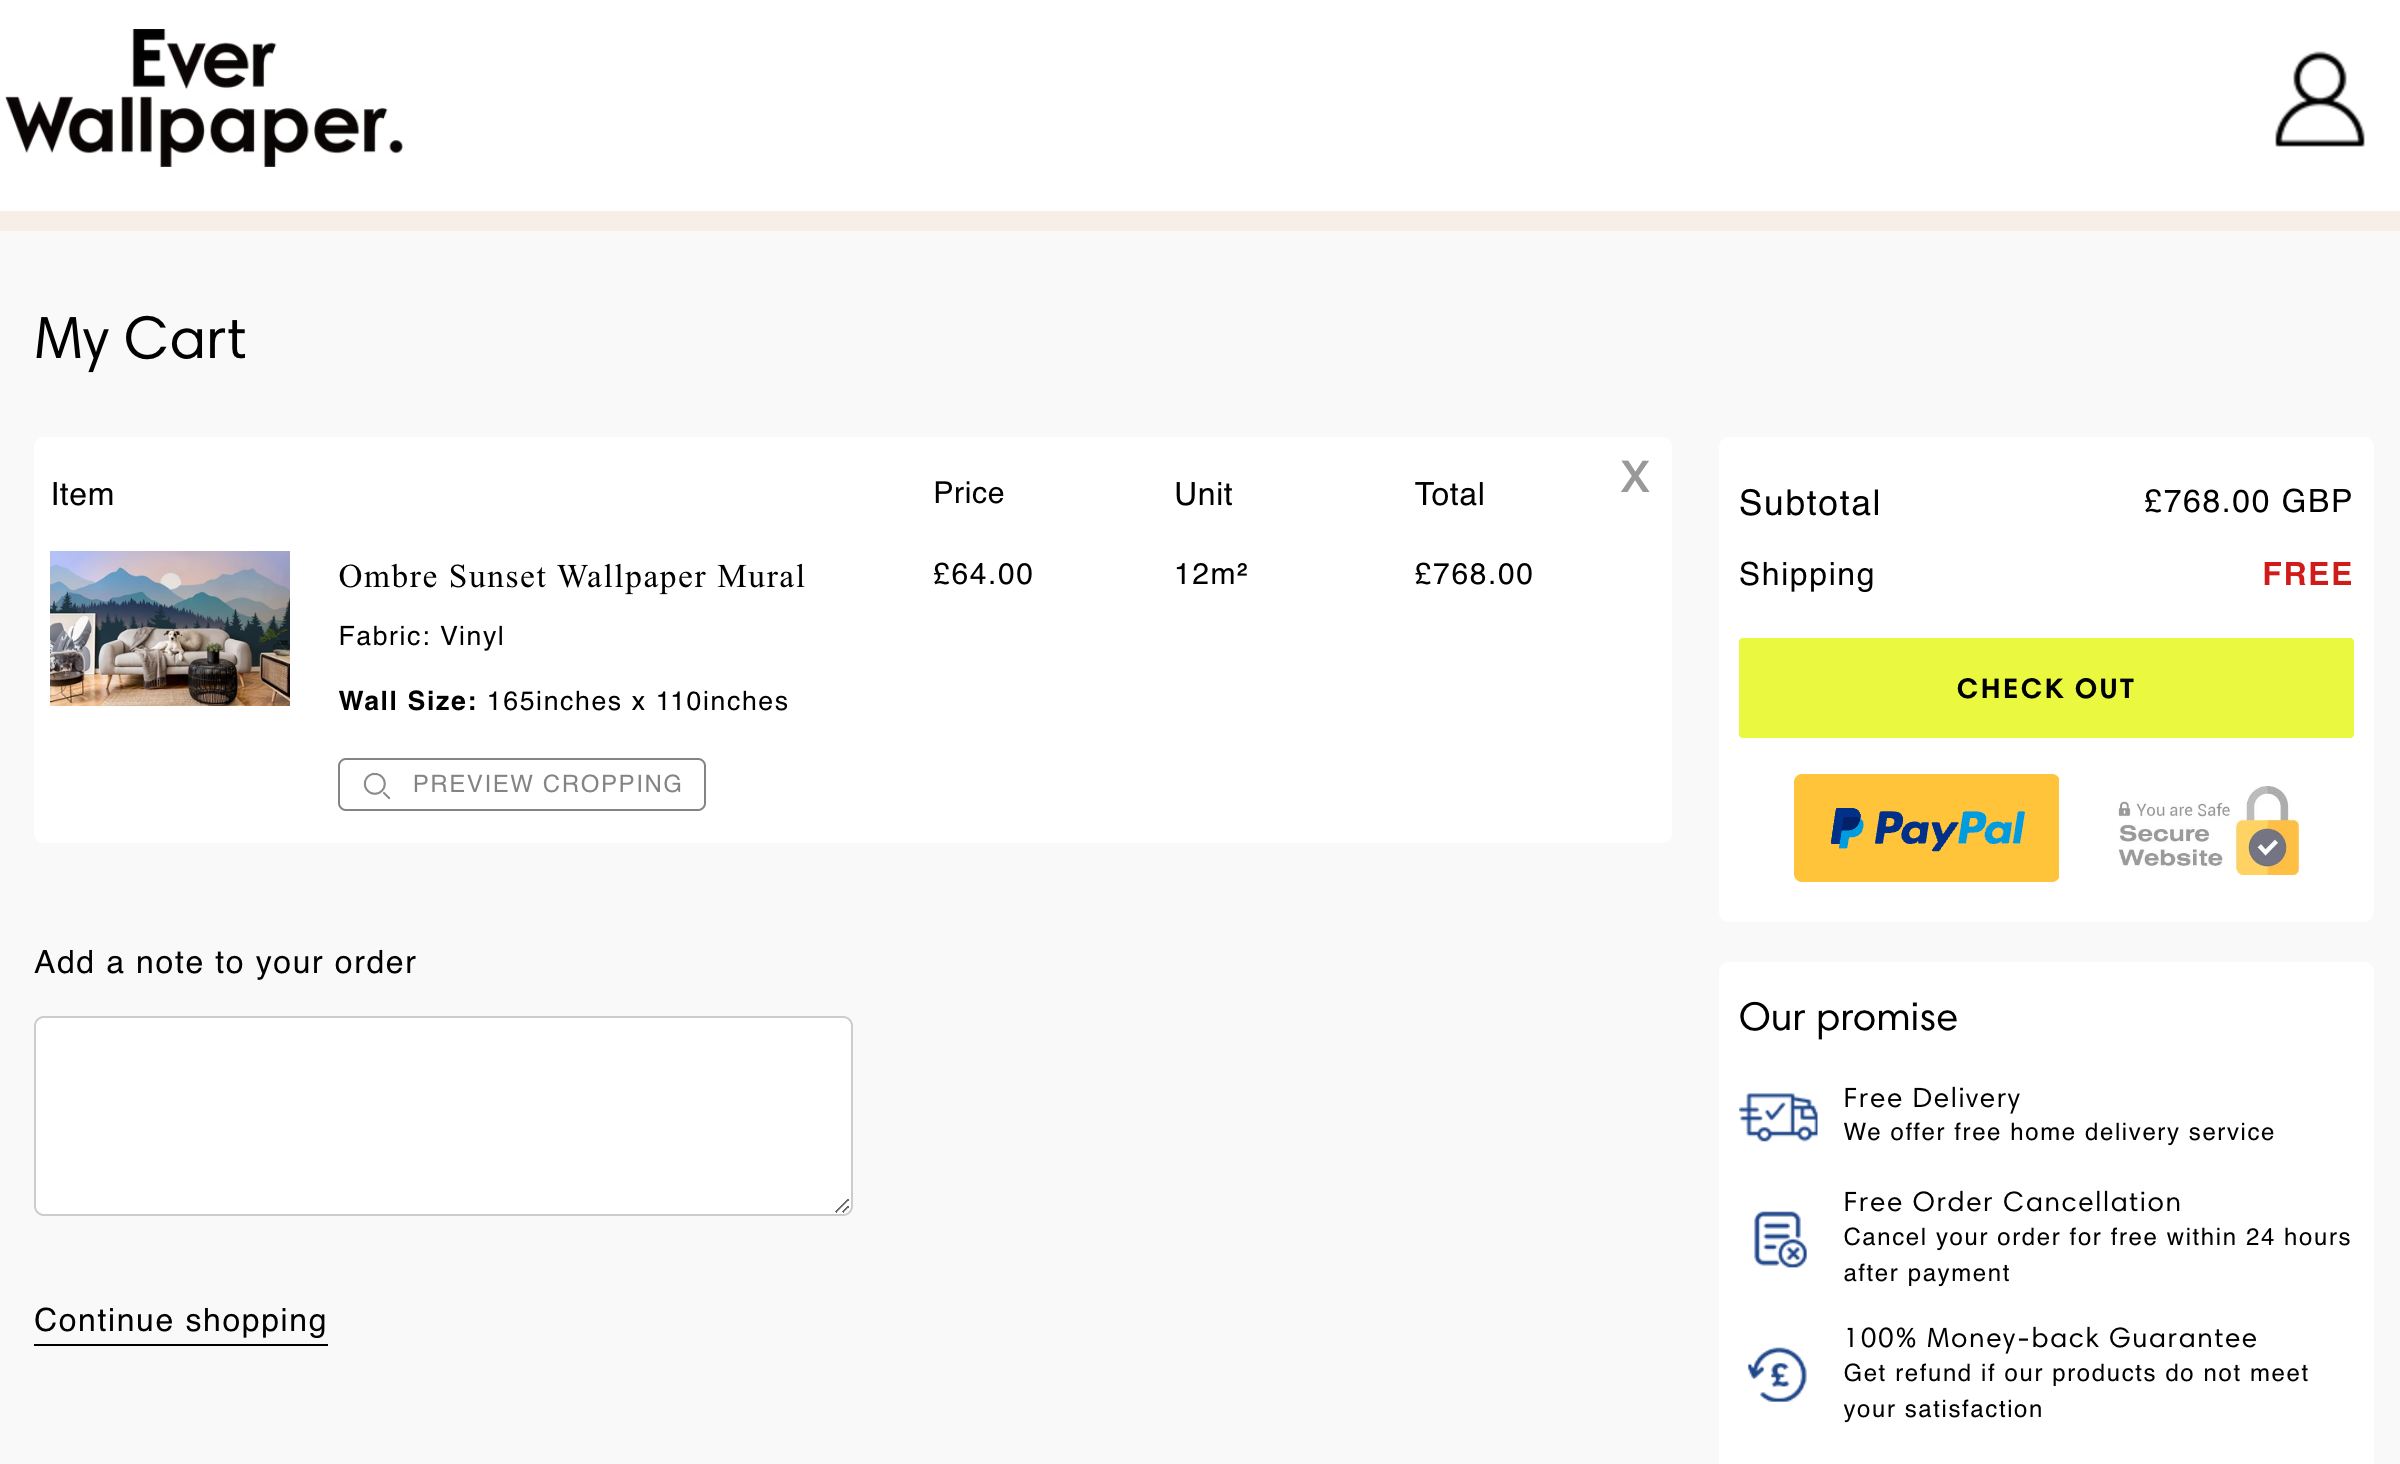 Ever
Wallpaper.
My Cart
Item Price Unit Total X
Ombre Sunset Wallpaper Mural £64.00 12m² £768.00
Fabric: Vinyl
Wall Size: 165inches x 110inches
PREVIEW CROPPING
Add a note to your order
Continue shopping
Subtotal £768.00 GBP
Shipping FREE
CHECK OUT
PayPal
You are Safe
Secure
Website
Our promise
Free Delivery
We offer free home delivery service
Free Order Cancellation
Cancel your order for free within 24 hours
after payment
100% Money-back Guarantee
£
Get refund if our products do not meet
your satisfaction